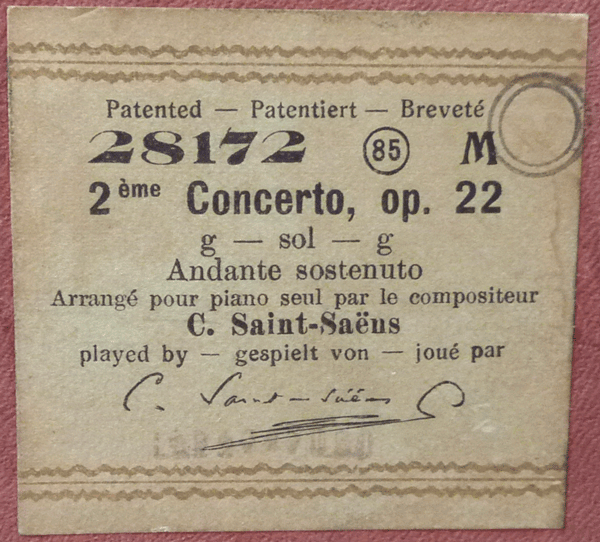 Patented — Patentiert — Breveté
28172 85 M
2ème Concerto, op. 22
g — sol — g
Andante sostenuto
Arrangé pour piano seul par le compositeur
C. Saint-Saëns
played by — gespielt von — joué par
C. Saint-Saëns